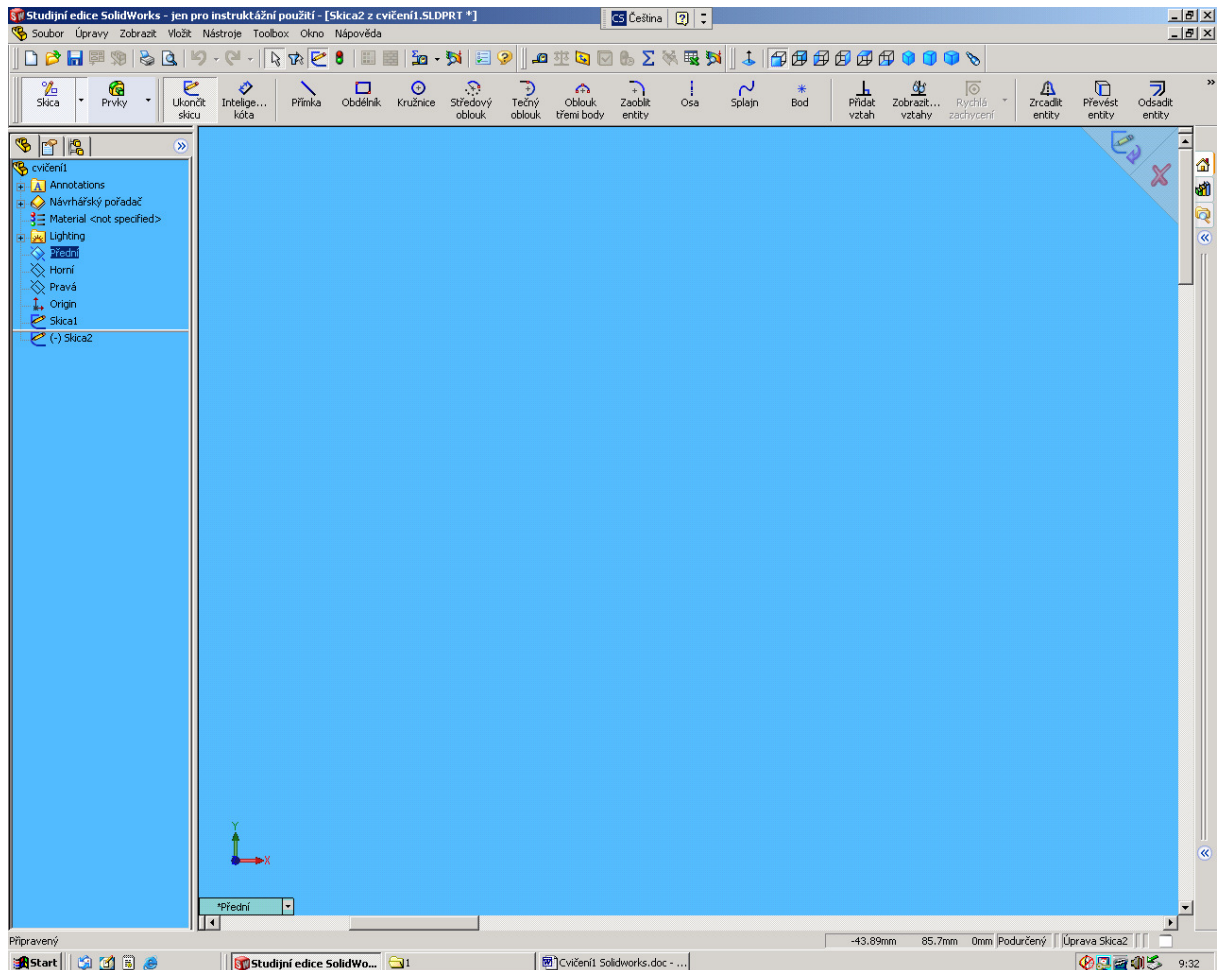 Studijní edice SolidWorks - jen pro instruktážní použití - [Skica2 z cvičení1.SLDPRT *]
CS Čeština
Soubor Úpravy Zobrazit Vložit Nástroje Toolbox Okno Nápověda
Skica Prvky Ukončit skicu Intelige... kóta Přímka Obdélník Kružnice Středový oblouk Tečný oblouk Oblouk třemi body Zaoblit entity Osa Splajn Bod Přidat vztah Zobrazit... vztahy Rychlá zachycení Zrcadlit entity Převést entity Odsadit entity
cvičení1
Annotations
Návrhářský pořadač
Material <not specified>
Lighting
Přední
Horní
Pravá
Origin
Skica1
(-) Skica2
Y
X
*Přední
Připravený -43.89mm 85.7mm 0mm Podurčený Úprava Skica2
Start Studijní edice SolidWo... 1 Cvičení1 Solidworks.doc - ... 9:32